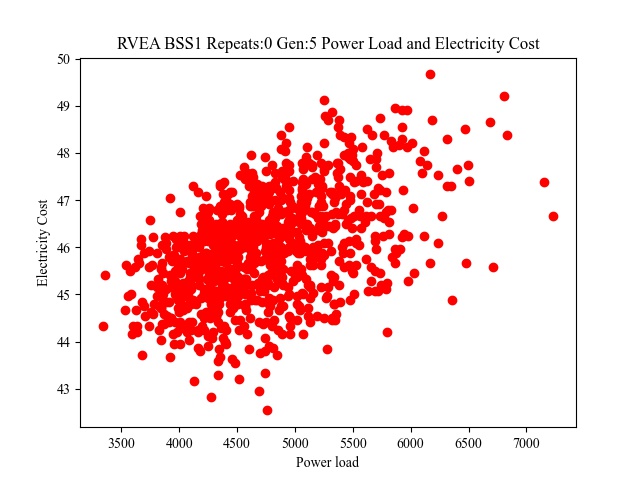 RVEA BSS1 Repeats:0 Gen:5 Power Load and Electricity Cost
50
49
48
47
46
45
44
43
Electricity Cost
3500 4000 4500 5000 5500 6000 6500 7000
Power load